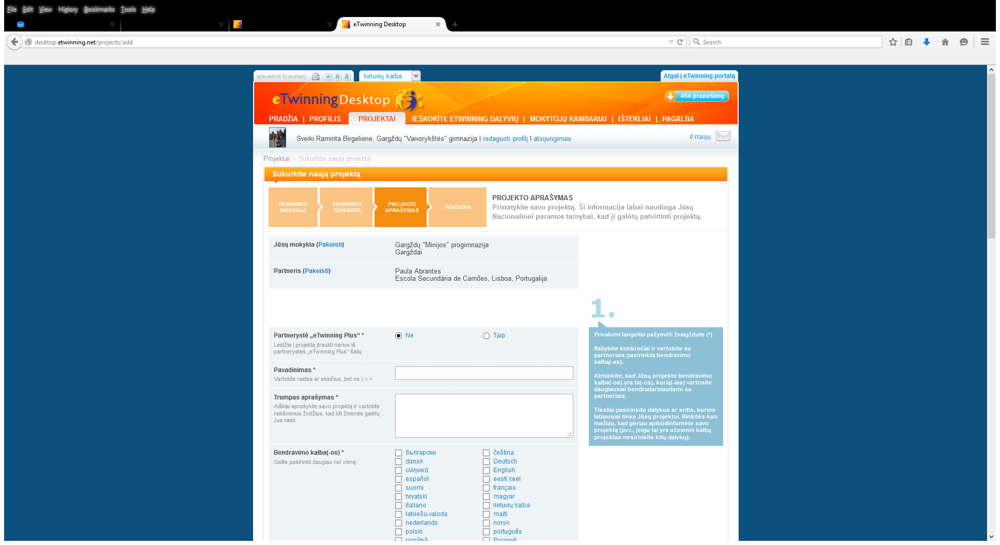 File Edit View History Bookmarks Tools Help
eTwinning Desktop
desktop.etwinning.net/projects/add
Search
spausdinti šį puslapį A A A
lietuvių kalba
Atgal į eTwinning portalą
eTwinning Desktop
464 pranešimų
PRADŽIA | PROFILIS PROJEKTAI IEŠKOKITE ETWINNING DALYVIŲ | MOKYTOJŲ KAMBARIAI | IŠTEKLIAI | PAGALBA
Sveiki Raminta Birgeliene, Gargždų "Vaivorykštės" gimnazija I redaguoti profilį I atsijungimas
0 naujų
Projektai > Sukurkite naują projektą
Sukurkite naują projektą
PASIRINKTI
MOKYKLĄ
PASIRINKTI
KONTAKTĄ
PROJEKTO
APRAŠYMAS
PERŽIŪRA
PROJEKTO APRAŠYMAS
Pristatykite savo projektą. Ši informacija labai naudinga Jūsų
Nacionalinei paramos tarnybai, kad ji galėtų patvirtinti projektą.
Jūsų mokykla (Pakeisti)
Gargždų "Minijos" progimnazija
Gargždai
Partneris (Pakeisti)
Paula Abrantes
Escola Secundária de Camões, Lisboa, Portugalija
1.
Privalomi langeliai pažymėti žvaigždute (*)
Rašykite konkrečiai ir vartokite su
partneriais pasirinktą bendravimo
kalbą(-as).
Atminkite, kad Jūsų projekto bendravimo
kalba(-os) yra ta(-os), kurią(-ias) vartosite
daugiausiai bendradarbiaudami su
partneriais.
Tiksliai pasirinkite dalykus ar sritis, kurios
labiausiai tinka Jūsų projektui. Rinkitės kuo
mažiau, kad geriau apibūdintumėte savo
projektą (pvz., jeigu tai yra užsienio kalbų
projektas nesirinkite kitų dalykų).
Partnerystė „eTwinning Plus“ *
Leidžia į projektą įtraukti narius iš
partnerystės „eTwinning Plus“ šalių
Ne
Taip
Pavadinimas *
Vartokite raides ar skaičius, bet ne ) < >
Trumpas aprašymas *
Aiškiai aprašykite savo projektą ir vartokite
reikšminius žodžius, kad kiti žmonės galėtų
Jus rasti.
Bendravimo kalba(-os) *
Galite pasirinkti daugiau nei vieną
български
čeština
dansk
Deutsch
ελληνικά
English
español
eesti keel
suomi
français
hrvatski
magyar
italiano
lietuvių kalba
latviešu valoda
malti
nederlands
norsk
polski
português
română
Русский